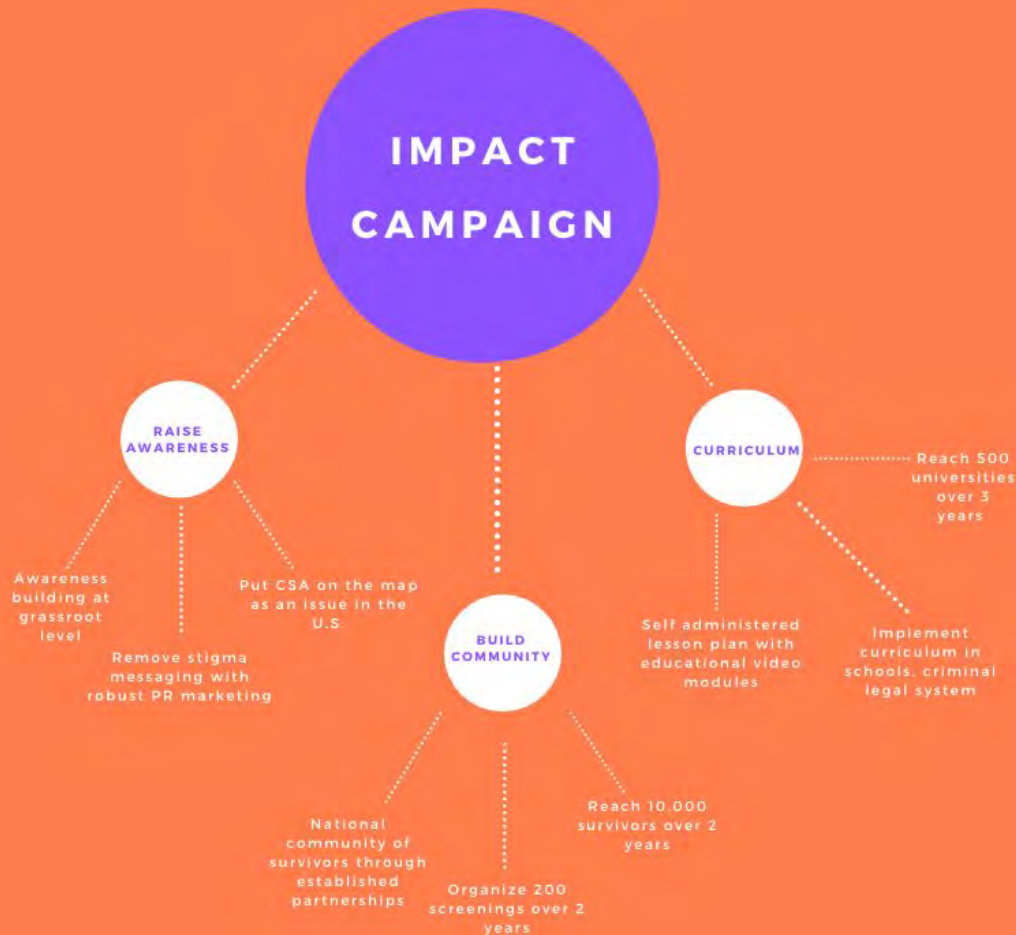 IMPACT
CAMPAIGN
RAISE
AWARENESS
Awareness
building at
grassroot
level
Remove stigma
messaging with
robust PR marketing
Put CSA on the map
as an issue in the
U.S.
BUILD
COMMUNITY
National
community of
survivors through
established
partnerships
Organize 200
screenings over 2
years
Reach 10,000
survivors over 2
years
CURRICULUM
Self administered
lesson plan with
educational video
modules
Implement
curriculum in
schools, criminal
legal system
Reach 500
universities
over 3
years